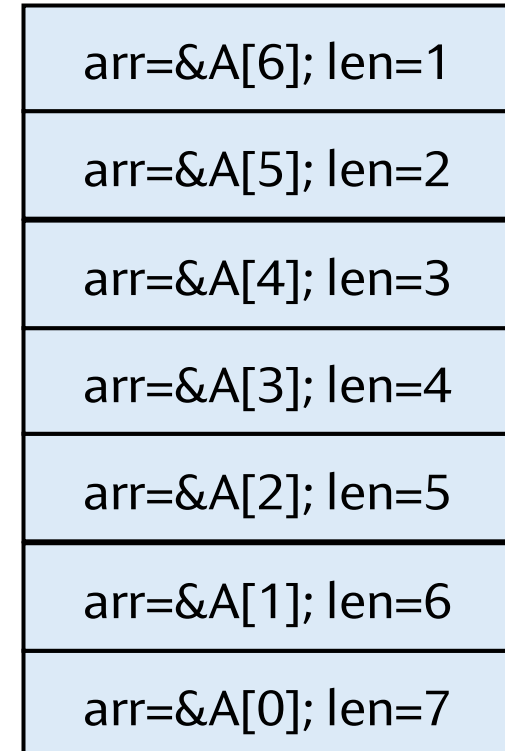 arr=&A[6]; len=1
arr=&A[5]; len=2
arr=&A[4]; len=3
arr=&A[3]; len=4
arr=&A[2]; len=5
arr=&A[1]; len=6
arr=&A[0]; len=7